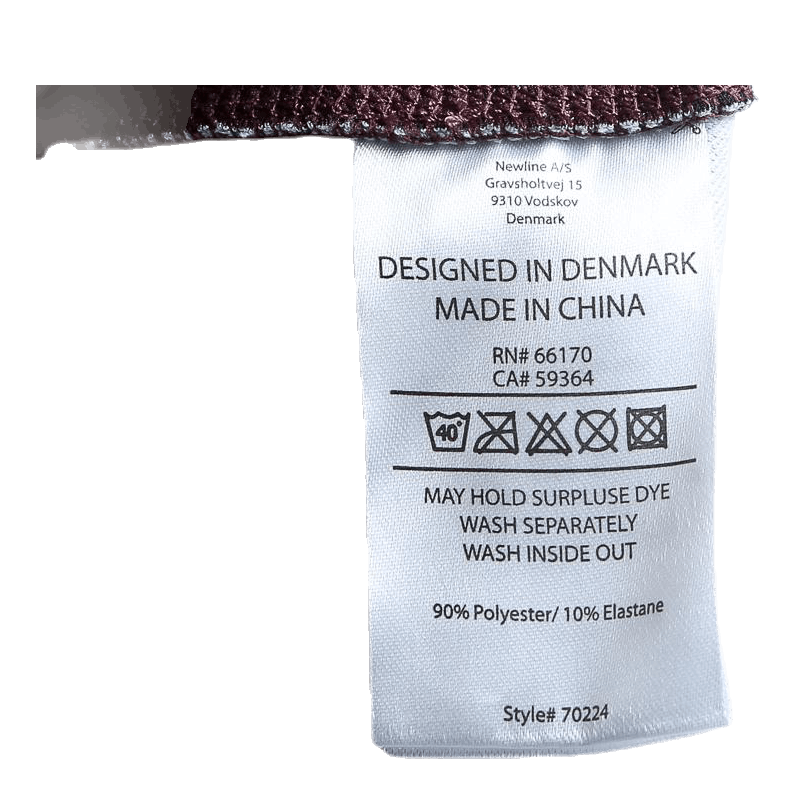 Newline A/S
Gravsholtvej 15
9310 Vodskov
Denmark
DESIGNED IN DENMARK
MADE IN CHINA
RN# 66170
CA# 59364
40°
MAY HOLD SURPLUSE DYE
WASH SEPARATELY
WASH INSIDE OUT
90% Polyester/ 10% Elastane
Style# 70224